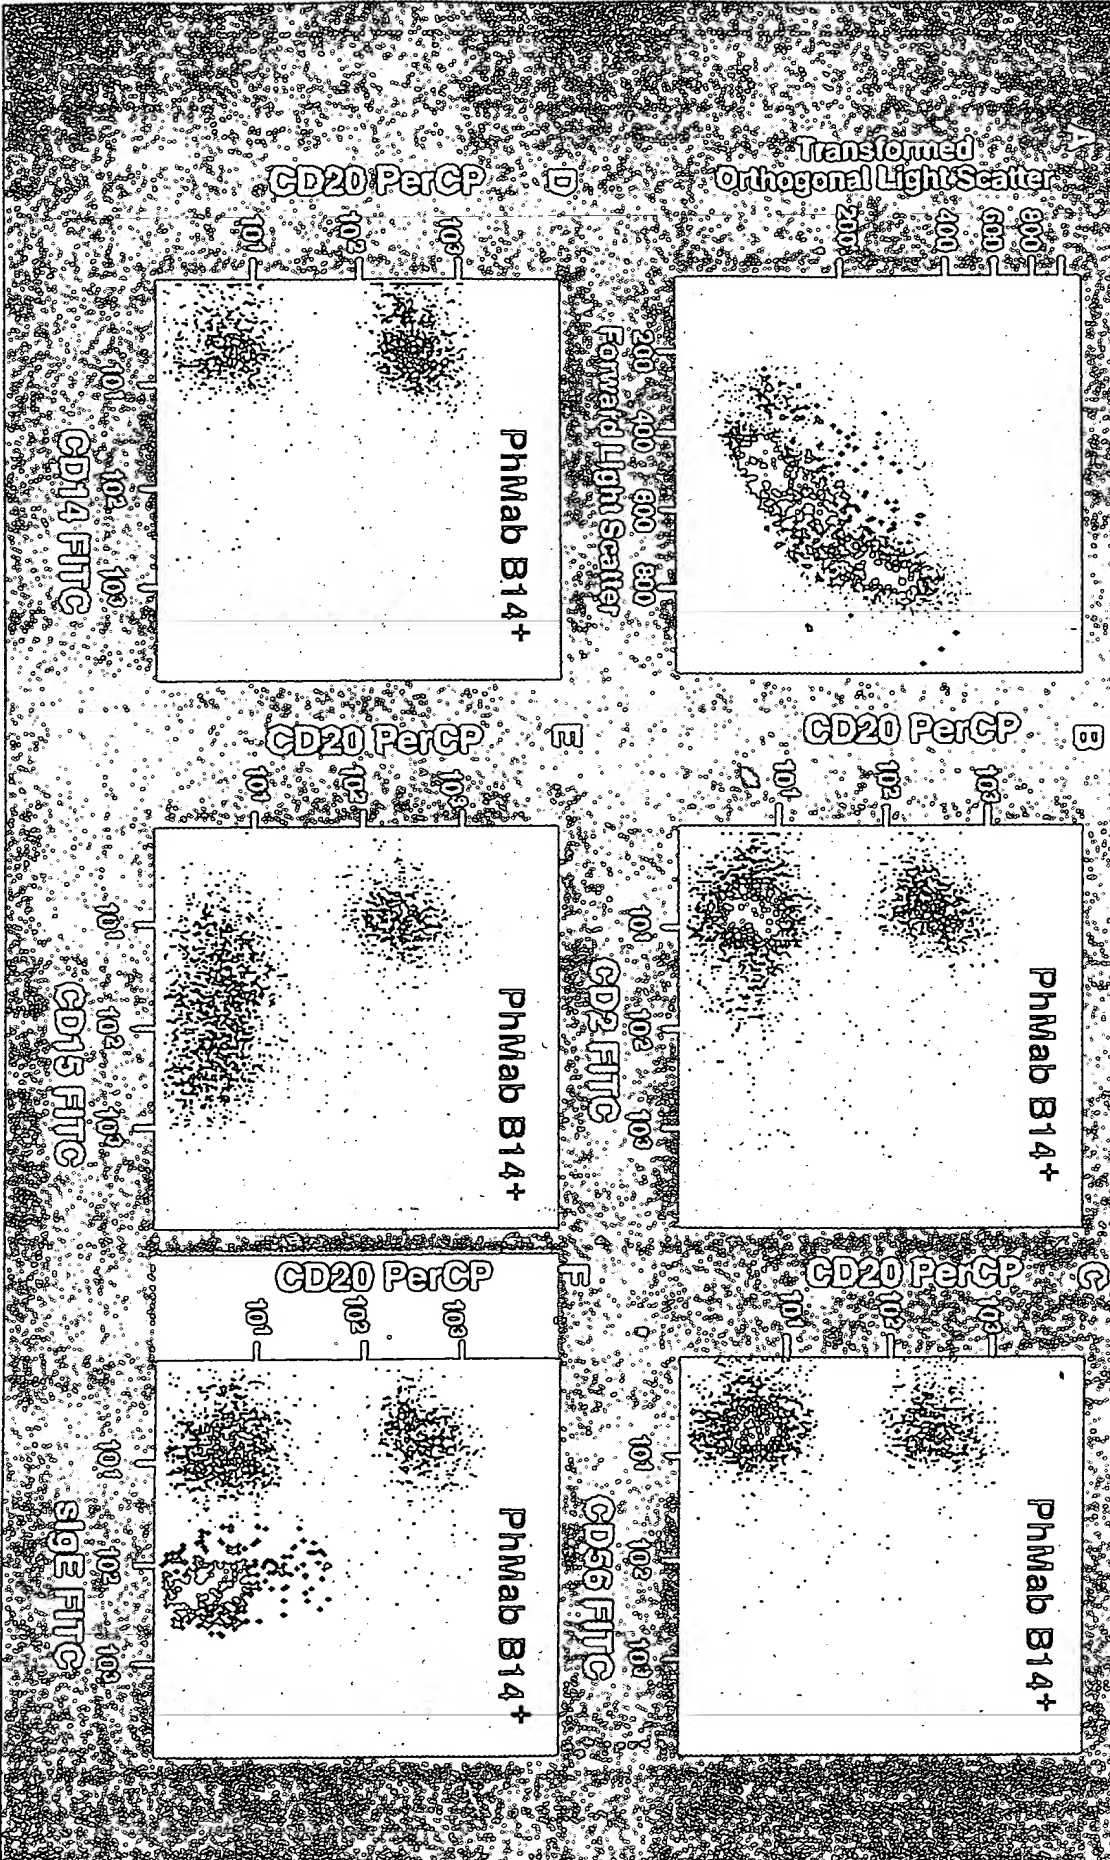 A
Transformed
Orthogonal Light Scatter
800
600
400
200
200 400 600 800
Forward Light Scatter
B
CD20 PerCP
PhMab B14+
10³
10²
10¹
10¹ 10² 10³
CD2 FITC
C
CD20 PerCP
PhMab B14+
10³
10²
10¹
10¹ 10² 10³
CD56 FITC
D
CD20 PerCP
PhMab B14+
10³
10²
10¹
10¹ 10² 10³
CD14 FITC
E
CD20 PerCP
PhMab B14+
10³
10²
10¹
10¹ 10² 10³
CD15 FITC
F
CD20 PerCP
PhMab B14+
10³
10²
10¹
10¹ 10² 10³
sIgE FITC